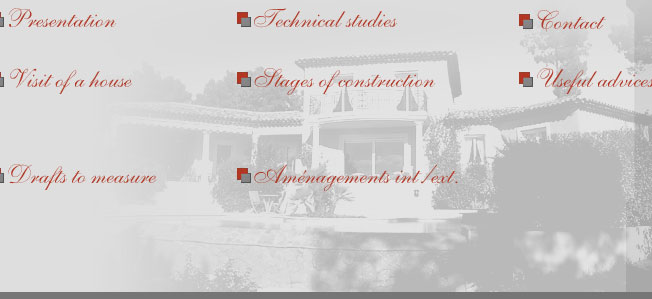 Presentation Technical studies Contact
Visit of a house Stages of construction Useful advices
Drafts to measure Aménagements int./ext.